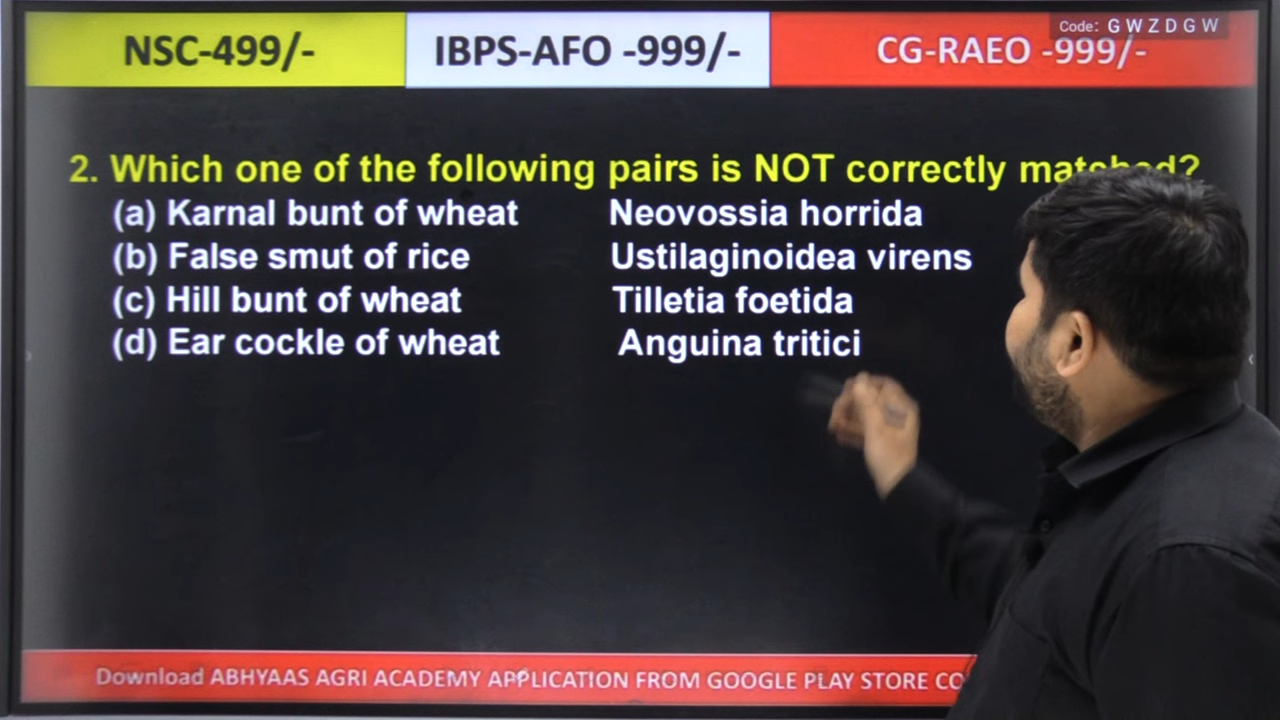 NSC-499/-
IBPS-AFO -999/-
CG-RAEO -999/-
Code: GWZDGW
2. Which one of the following pairs is NOT correctly matched?
(a) Karnal bunt of wheat Neovossia horrida
(b) False smut of rice Ustilaginoidea virens
(c) Hill bunt of wheat Tilletia foetida
(d) Ear cockle of wheat Anguina tritici
Download ABHYAAS AGRI ACADEMY APPLICATION FROM GOOGLE PLAY STORE